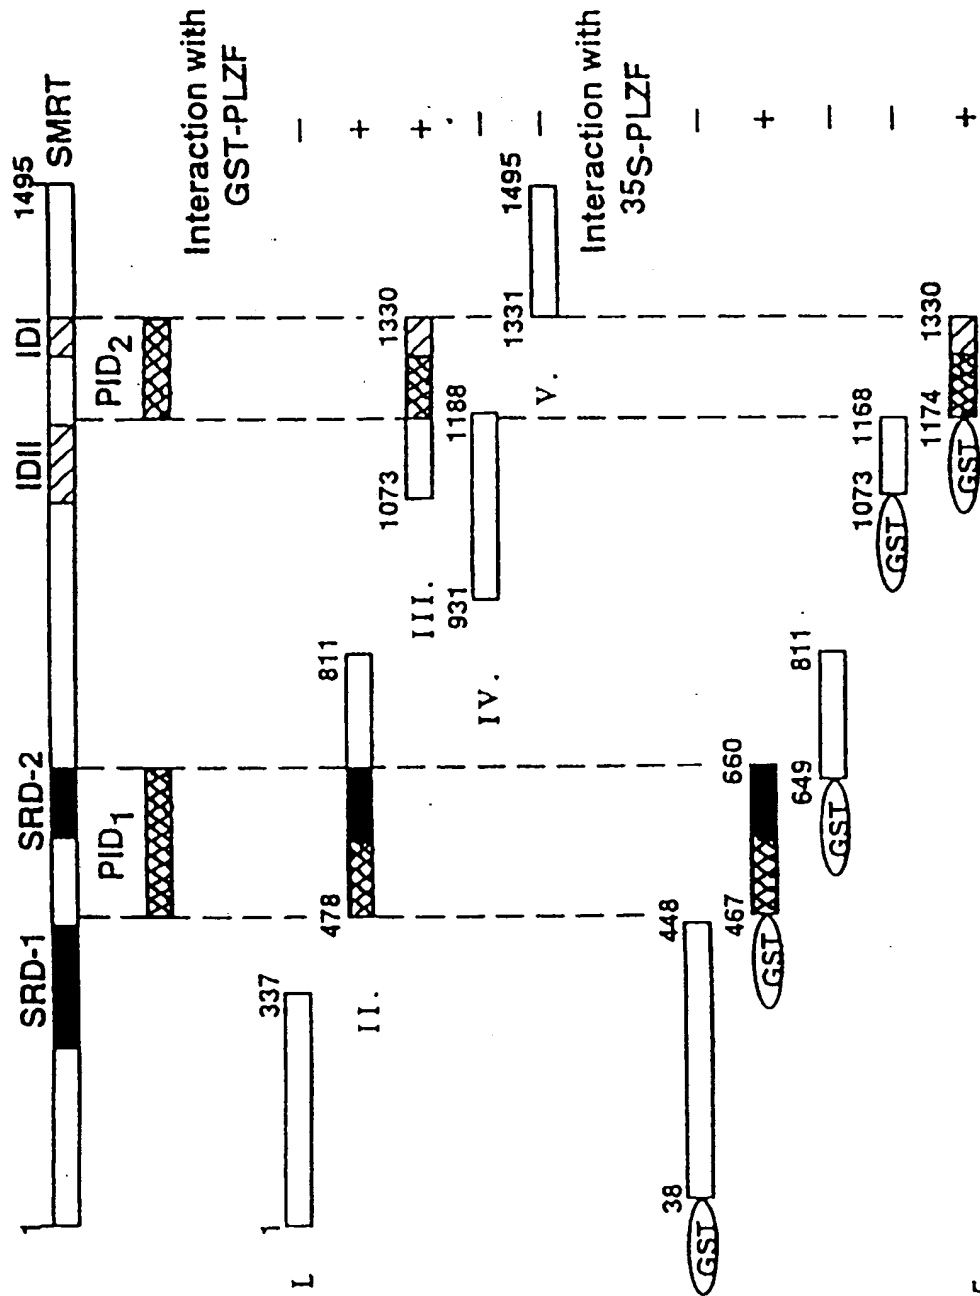 SRD-1 SRD-2 IDII IDI
1 1495 SMRT
PID1 PID2
Interaction with
GST-PLZF
I. 1 337 −
II. 478 811 +
III. 1073 1330 +
IV. 931 1188 −
V. 1331 1495 −
Interaction with
35S-PLZF
GST 38 448 −
GST 467 660 +
GST 649 811 −
GST 1073 1168 −
GST 1174 1330 +